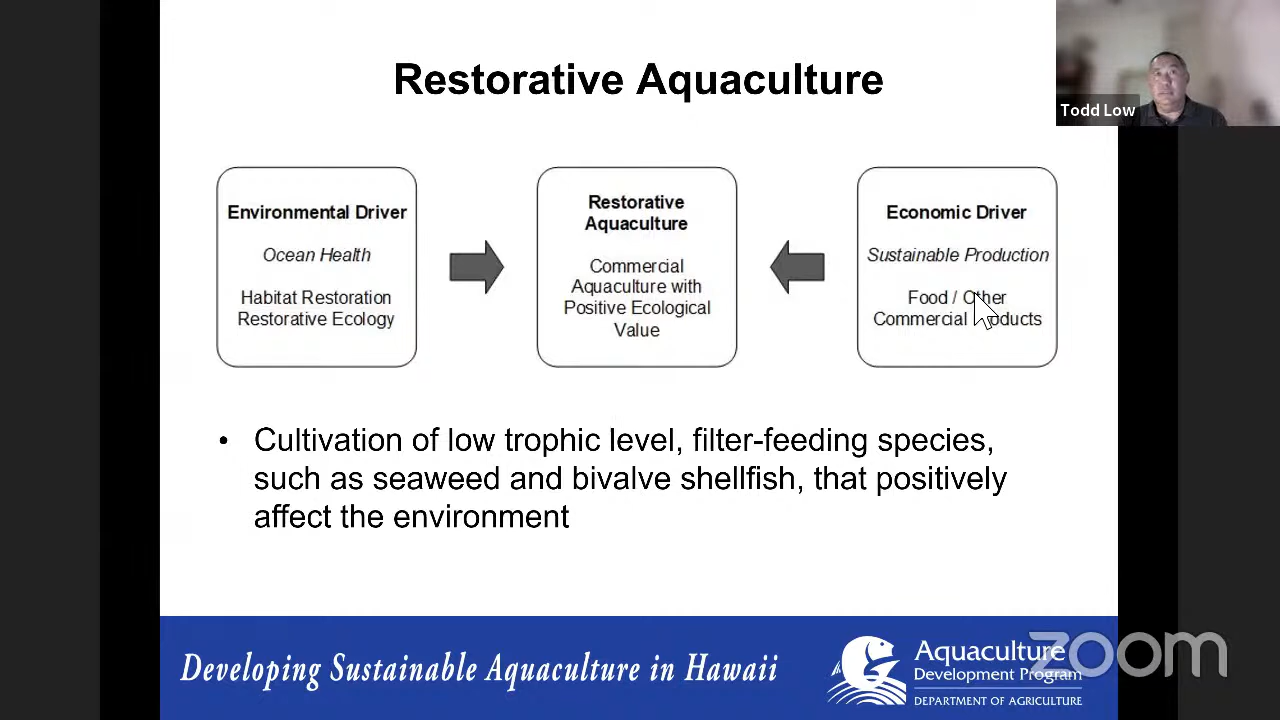 Restorative Aquaculture
Todd Low
Environmental Driver
Ocean Health
Habitat Restoration
Restorative Ecology
Restorative
Aquaculture
Commercial
Aquaculture with
Positive Ecological
Value
Economic Driver
Sustainable Production
Food / Other
Commercial Products
• Cultivation of low trophic level, filter-feeding species,
such as seaweed and bivalve shellfish, that positively
affect the environment
Developing Sustainable Aquaculture in Hawaii
Aquaculture
Development Program
DEPARTMENT OF AGRICULTURE
zoom